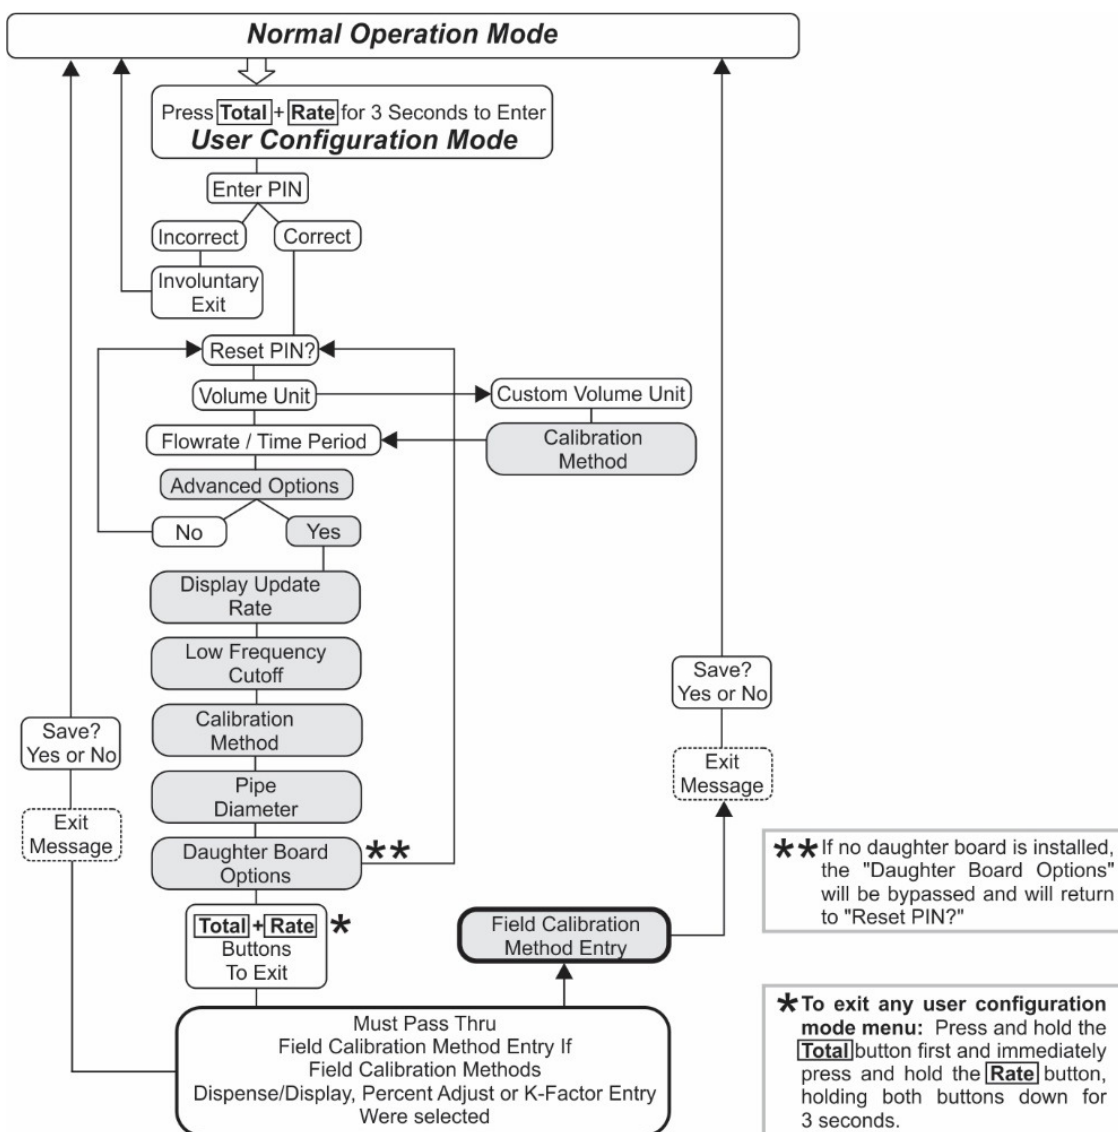 Normal Operation Mode
Press Total + Rate for 3 Seconds to Enter
User Configuration Mode
Enter PIN
Incorrect
Correct
Involuntary
Exit
Reset PIN?
Volume Unit
Custom Volume Unit
Flowrate / Time Period
Calibration
Method
Advanced Options
No
Yes
Display Update
Rate
Low Frequency
Cutoff
Calibration
Method
Pipe
Diameter
Daughter Board
Options
**
Total + Rate *
Buttons
To Exit
Must Pass Thru
Field Calibration Method Entry If
Field Calibration Methods
Dispense/Display, Percent Adjust or K-Factor Entry
Were selected
Save?
Yes or No
Exit
Message
Field Calibration
Method Entry
Save?
Yes or No
Exit
Message
** If no daughter board is installed,
the "Daughter Board Options"
will be bypassed and will return
to "Reset PIN?"
* To exit any user configuration
mode menu: Press and hold the
Total button first and immediately
press and hold the Rate button,
holding both buttons down for
3 seconds.